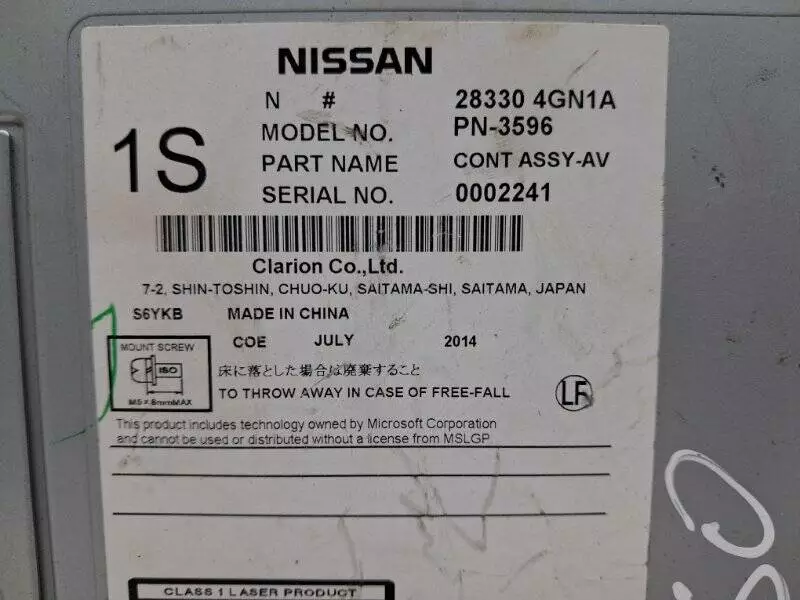 NISSAN
N # 28330 4GN1A
1S
MODEL NO. PN-3596
PART NAME CONT ASSY-AV
SERIAL NO. 0002241
Clarion Co.,Ltd.
7-2, SHIN-TOSHIN, CHUO-KU, SAITAMA-SHI, SAITAMA, JAPAN
S6YKB MADE IN CHINA
COE JULY 2014
MOUNT SCREW
ISO
M5 x 8mmMAX
床に落とした場合は廃棄すること
TO THROW AWAY IN CASE OF FREE-FALL
LF
This product includes technology owned by Microsoft Corporation
and cannot be used or distributed without a license from MSLGP
CLASS 1 LASER PRODUCT